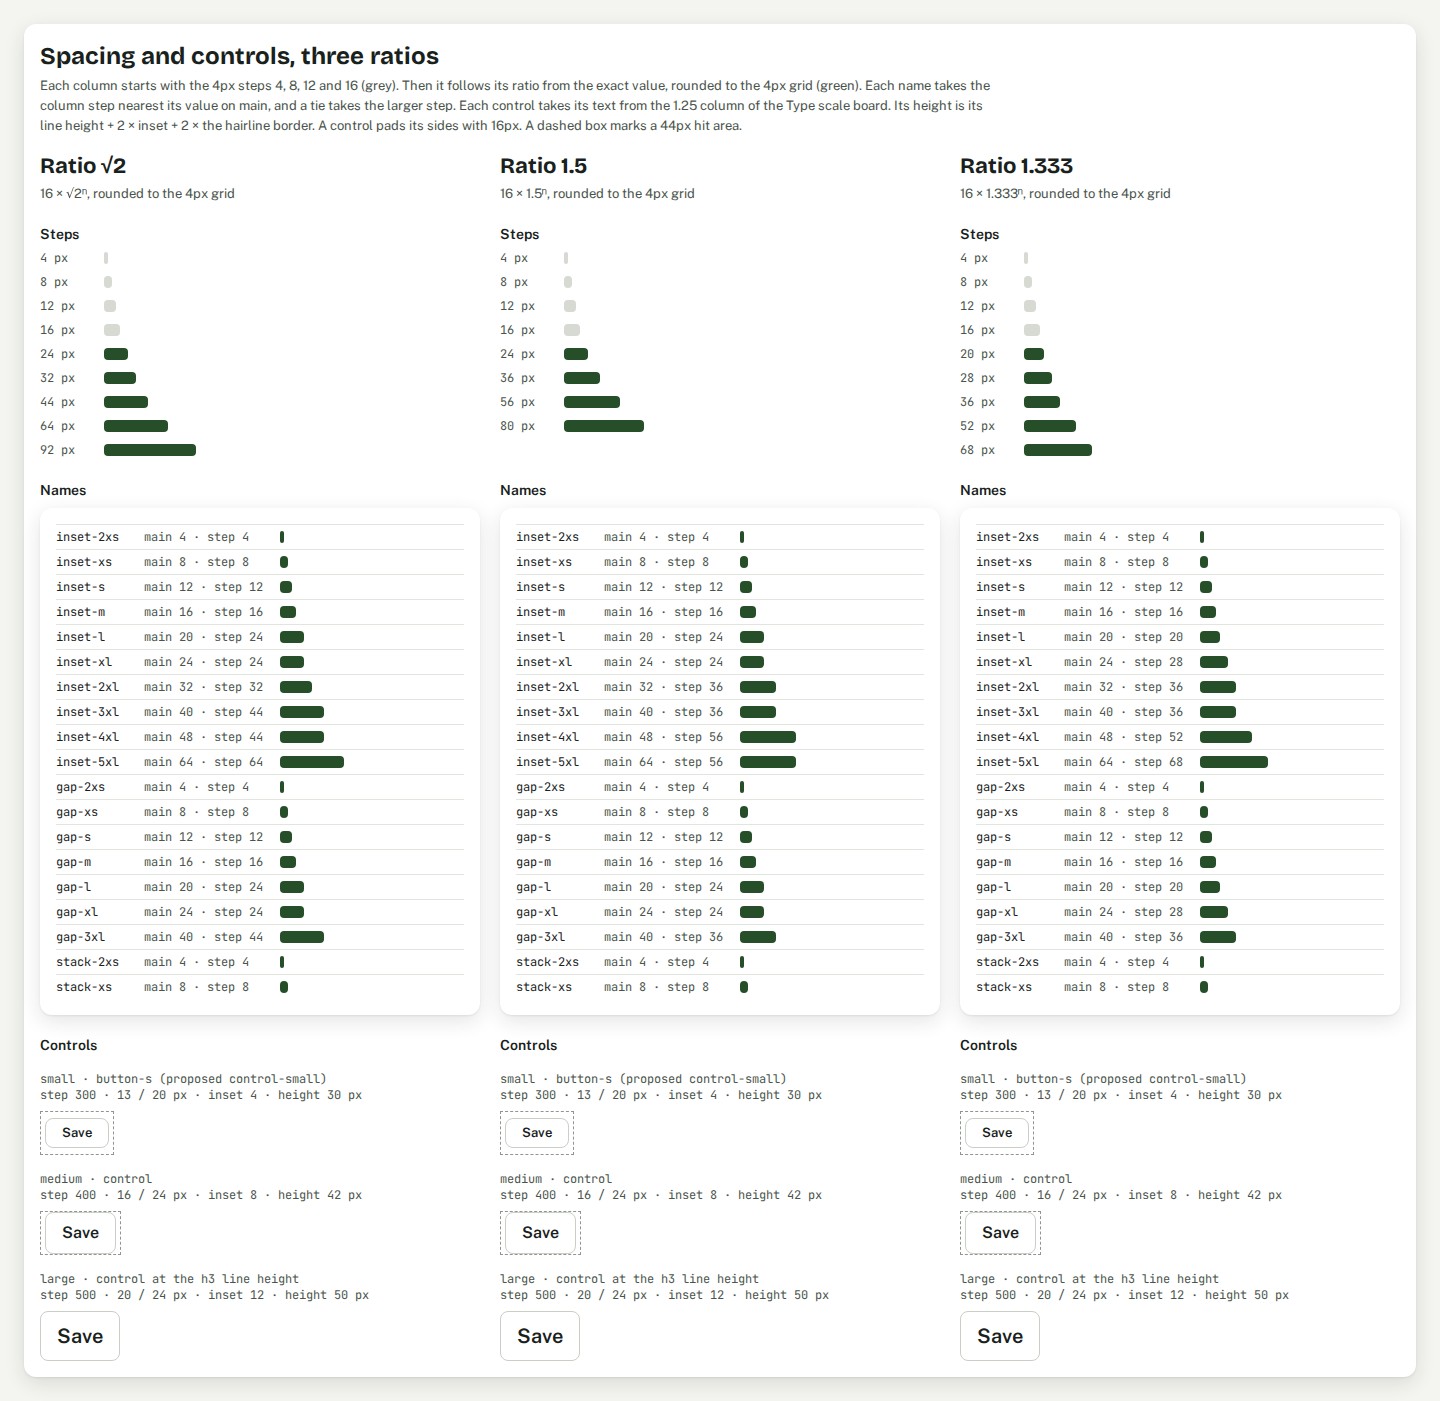 Spacing and controls, three ratios
Each column starts with the 4px steps 4, 8, 12 and 16 (grey). Then it follows its ratio from the exact value, rounded to the 4px grid (green). Each name takes the
column step nearest its value on main, and a tie takes the larger step. Each control takes its text from the 1.25 column of the Type scale board. Its height is its
line height + 2 × inset + 2 × the hairline border. A control pads its sides with 16px. A dashed box marks a 44px hit area.
Ratio √2
16 × √2ⁿ, rounded to the 4px grid
Steps
4 px
8 px
12 px
16 px
24 px
32 px
44 px
64 px
92 px
Names
inset-2xs main 4 · step 4
inset-xs main 8 · step 8
inset-s main 12 · step 12
inset-m main 16 · step 16
inset-l main 20 · step 24
inset-xl main 24 · step 24
inset-2xl main 32 · step 32
inset-3xl main 40 · step 44
inset-4xl main 48 · step 44
inset-5xl main 64 · step 64
gap-2xs main 4 · step 4
gap-xs main 8 · step 8
gap-s main 12 · step 12
gap-m main 16 · step 16
gap-l main 20 · step 24
gap-xl main 24 · step 24
gap-3xl main 40 · step 44
stack-2xs main 4 · step 4
stack-xs main 8 · step 8
Controls
small · button-s (proposed control-small)
step 300 · 13 / 20 px · inset 4 · height 30 px
Save
medium · control
step 400 · 16 / 24 px · inset 8 · height 42 px
Save
large · control at the h3 line height
step 500 · 20 / 24 px · inset 12 · height 50 px
Save
Ratio 1.5
16 × 1.5ⁿ, rounded to the 4px grid
Steps
4 px
8 px
12 px
16 px
24 px
36 px
56 px
80 px
Names
inset-2xs main 4 · step 4
inset-xs main 8 · step 8
inset-s main 12 · step 12
inset-m main 16 · step 16
inset-l main 20 · step 24
inset-xl main 24 · step 24
inset-2xl main 32 · step 36
inset-3xl main 40 · step 36
inset-4xl main 48 · step 56
inset-5xl main 64 · step 56
gap-2xs main 4 · step 4
gap-xs main 8 · step 8
gap-s main 12 · step 12
gap-m main 16 · step 16
gap-l main 20 · step 24
gap-xl main 24 · step 24
gap-3xl main 40 · step 36
stack-2xs main 4 · step 4
stack-xs main 8 · step 8
Controls
small · button-s (proposed control-small)
step 300 · 13 / 20 px · inset 4 · height 30 px
Save
medium · control
step 400 · 16 / 24 px · inset 8 · height 42 px
Save
large · control at the h3 line height
step 500 · 20 / 24 px · inset 12 · height 50 px
Save
Ratio 1.333
16 × 1.333ⁿ, rounded to the 4px grid
Steps
4 px
8 px
12 px
16 px
20 px
28 px
36 px
52 px
68 px
Names
inset-2xs main 4 · step 4
inset-xs main 8 · step 8
inset-s main 12 · step 12
inset-m main 16 · step 16
inset-l main 20 · step 20
inset-xl main 24 · step 28
inset-2xl main 32 · step 36
inset-3xl main 40 · step 36
inset-4xl main 48 · step 52
inset-5xl main 64 · step 68
gap-2xs main 4 · step 4
gap-xs main 8 · step 8
gap-s main 12 · step 12
gap-m main 16 · step 16
gap-l main 20 · step 20
gap-xl main 24 · step 28
gap-3xl main 40 · step 36
stack-2xs main 4 · step 4
stack-xs main 8 · step 8
Controls
small · button-s (proposed control-small)
step 300 · 13 / 20 px · inset 4 · height 30 px
Save
medium · control
step 400 · 16 / 24 px · inset 8 · height 42 px
Save
large · control at the h3 line height
step 500 · 20 / 24 px · inset 12 · height 50 px
Save